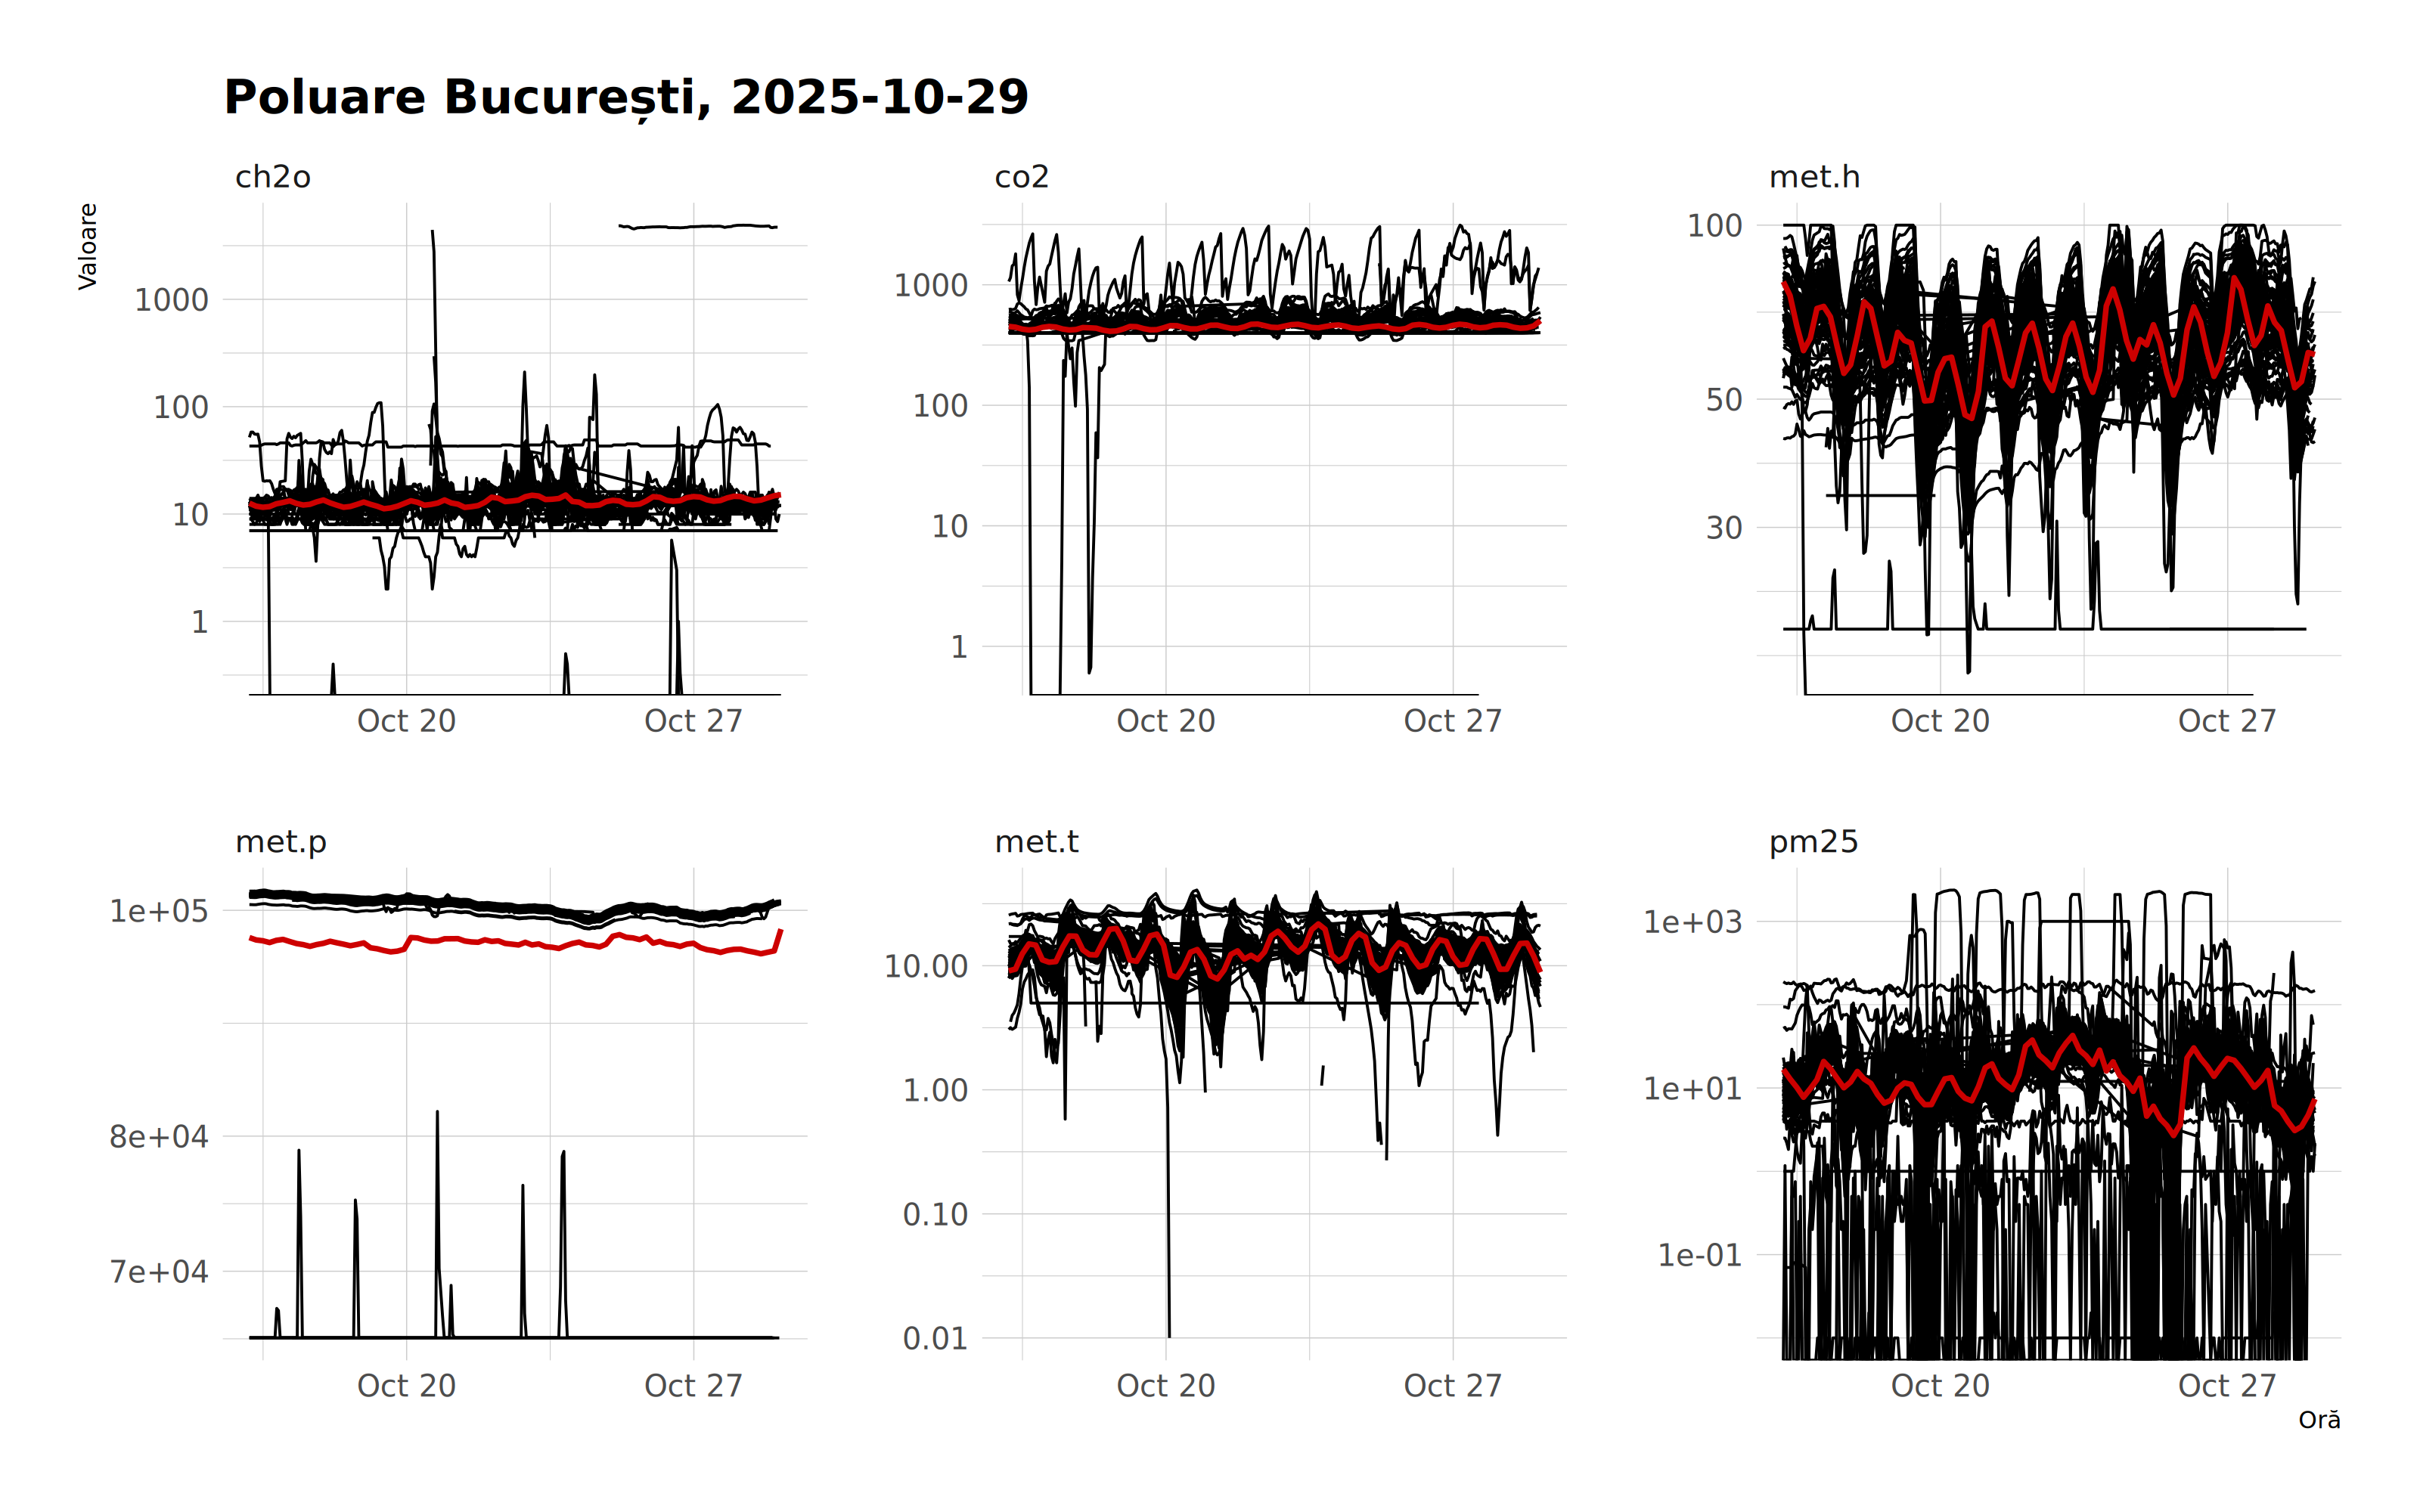 Poluare București, 2025-10-29
ch2o
co2
met.h
Valoare
1000
100
10
1
1000
100
10
1
100
50
30
Oct 20
Oct 27
Oct 20
Oct 27
Oct 20
Oct 27
met.p
met.t
pm25
1e+05
8e+04
7e+04
10.00
1.00
0.10
0.01
1e+03
1e+01
1e-01
Oct 20
Oct 27
Oct 20
Oct 27
Oct 20
Oct 27
Oră